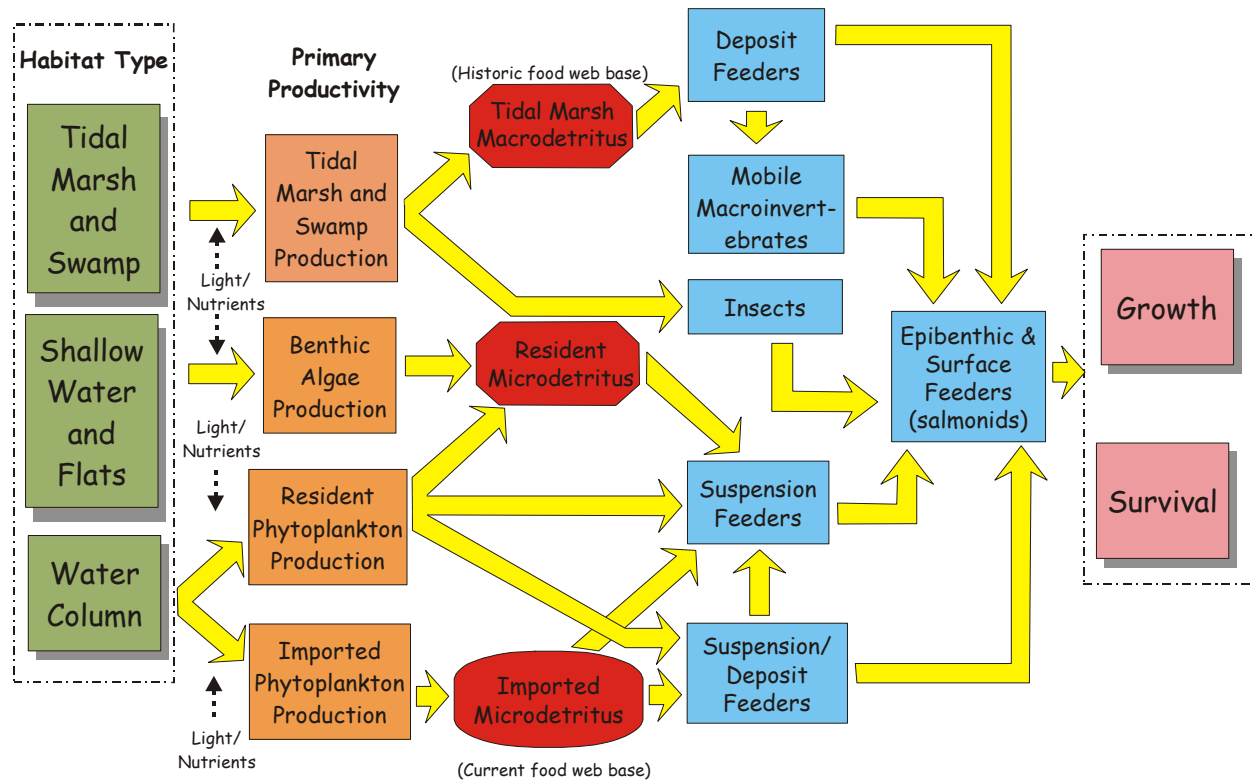 Habitat Type
Tidal
Marsh
and
Swamp
Shallow
Water
and
Flats
Water
Column
Light/
Nutrients
Light/
Nutrients
Light/
Nutrients
Primary
Productivity
Tidal
Marsh and
Swamp
Production
Benthic
Algae
Production
Resident
Phytoplankton
Production
Imported
Phytoplankton
Production
(Historic food web base)
Tidal Marsh
Macrodetritus
Resident
Microdetritus
Imported
Microdetritus
(Current food web base)
Deposit
Feeders
Mobile
Macroinvert-
ebrates
Insects
Suspension
Feeders
Suspension/
Deposit
Feeders
Epibenthic &
Surface
Feeders
(salmonids)
Growth
Survival